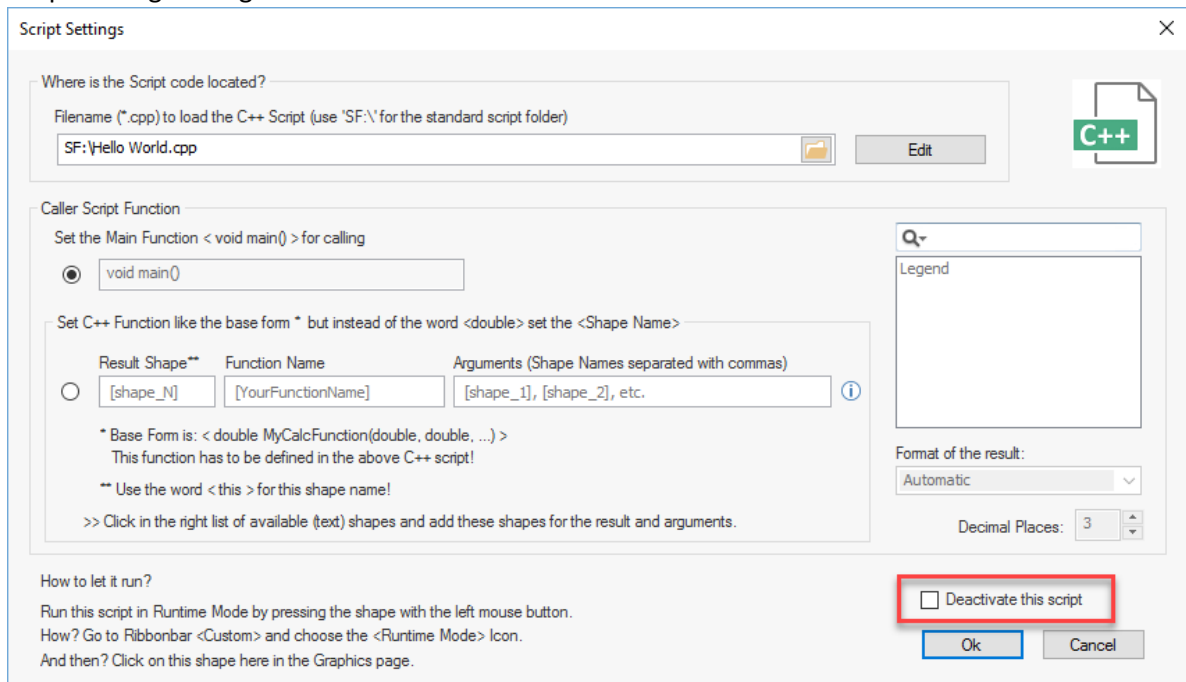 Script Settings
Where is the Script code located?
Filename (*.cpp) to load the C++ Script (use 'SF:\' for the standard script folder)
SF:\Hello World.cpp
Edit
C++
Caller Script Function
Set the Main Function < void main() > for calling
void main()
Legend
Set C++ Function like the base form * but instead of the word <double> set the <Shape Name>
Result Shape** Function Name Arguments (Shape Names separated with commas)
[shape_N] [YourFunctionName] [shape_1], [shape_2], etc.
* Base Form is: < double MyCalcFunction(double, double, ...) >
This function has to be defined in the above C++ script!
** Use the word < this > for this shape name!
>> Click in the right list of available (text) shapes and add these shapes for the result and arguments.
Format of the result:
Automatic
Decimal Places: 3
How to let it run?
Run this script in Runtime Mode by pressing the shape with the left mouse button.
How? Go to Ribbonbar <Custom> and choose the <Runtime Mode> Icon.
And then? Click on this shape here in the Graphics page.
Deactivate this script
Ok Cancel